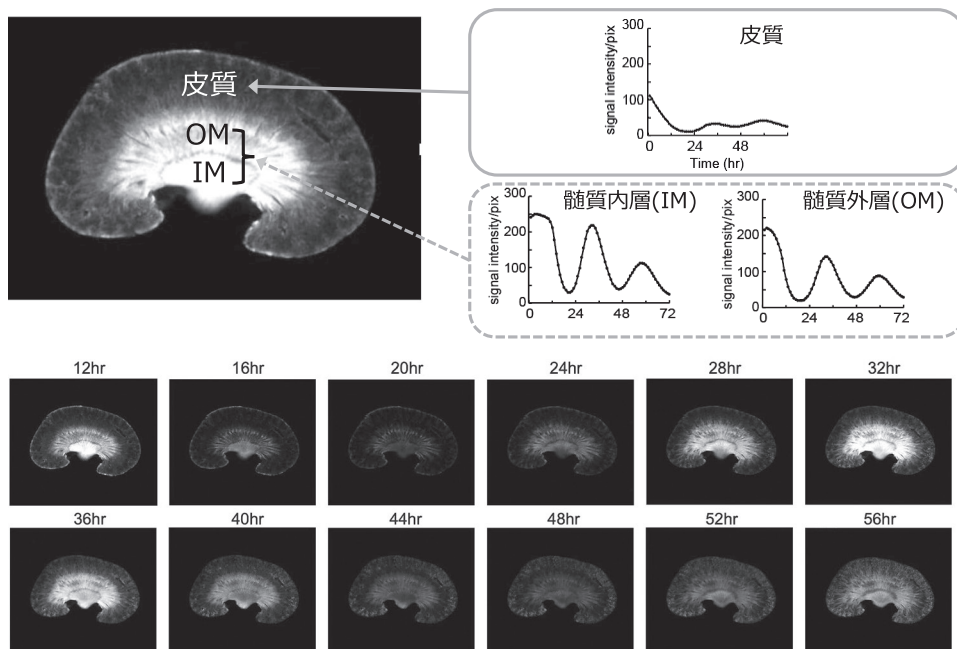 皮質
OM
IM
皮質
signal intensity/pix
300
200
100
0
0 24 48 72
Time (hr)
髄質内層(IM)
signal intensity/pix
300
200
100
0
0 24 48 72
髄質外層(OM)
signal intensity/pix
300
200
100
0
0 24 48 72
12hr 16hr 20hr 24hr 28hr 32hr
36hr 40hr 44hr 48hr 52hr 56hr